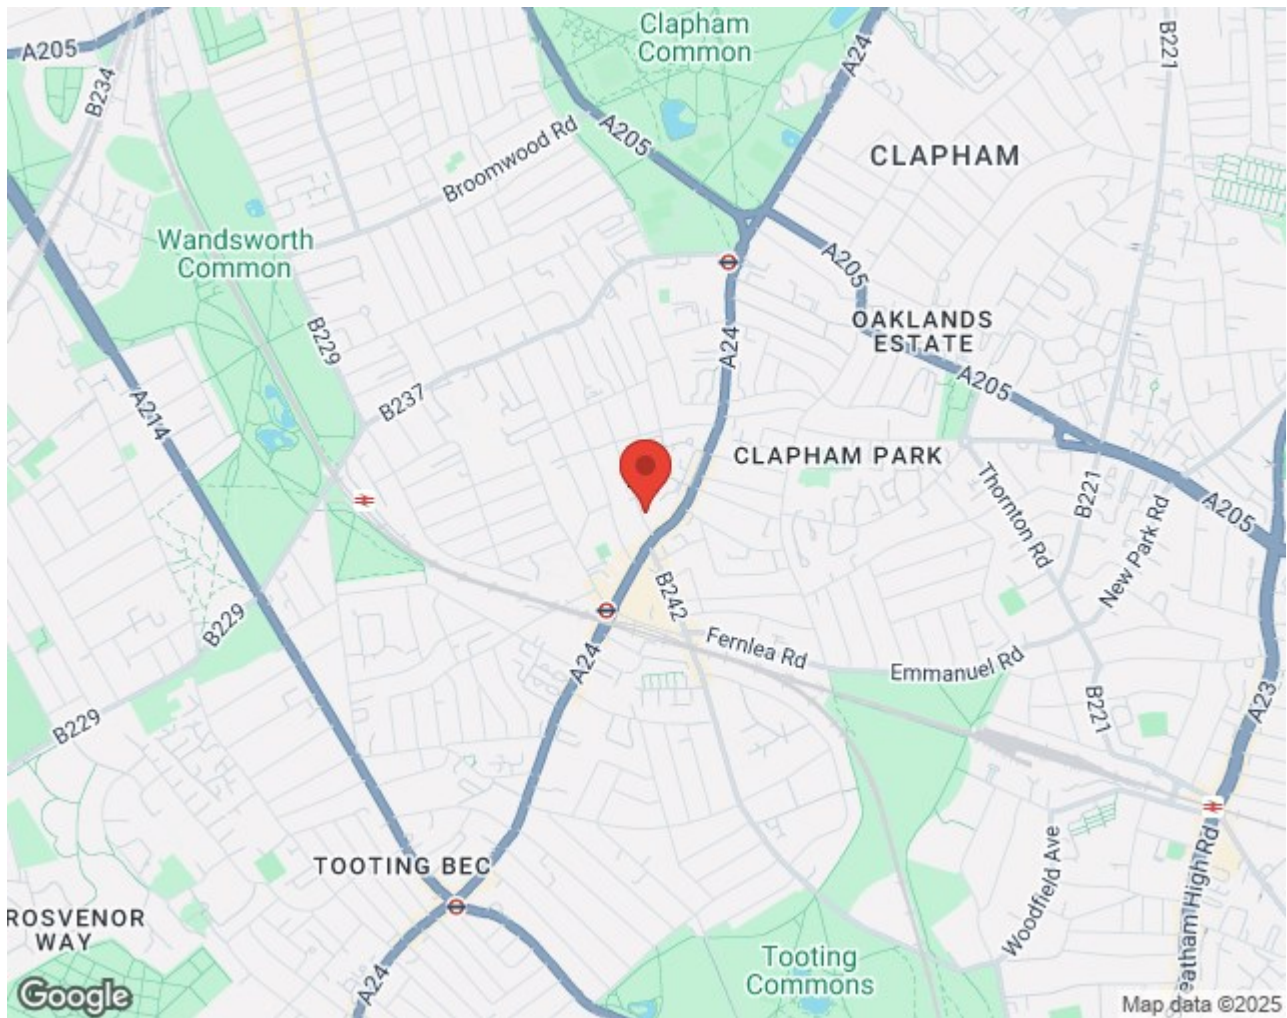 Clapham
Common
A205
A24
B221
B234
A205
Broomwood Rd
CLAPHAM
Wandsworth
Common
A205
OAKLANDS
ESTATE
B229
A24
A205
A214
B237
CLAPHAM PARK
Thornton Rd
B221
New Park Rd
A205
B242
B229
Fernlea Rd
Emmanuel Rd
A24
B229
B221
A23
TOOTING BEC
Woodfield Ave
eatham High Rd
ROSVENOR
WAY
Tooting
Commons
A24
Google
Map data ©2025